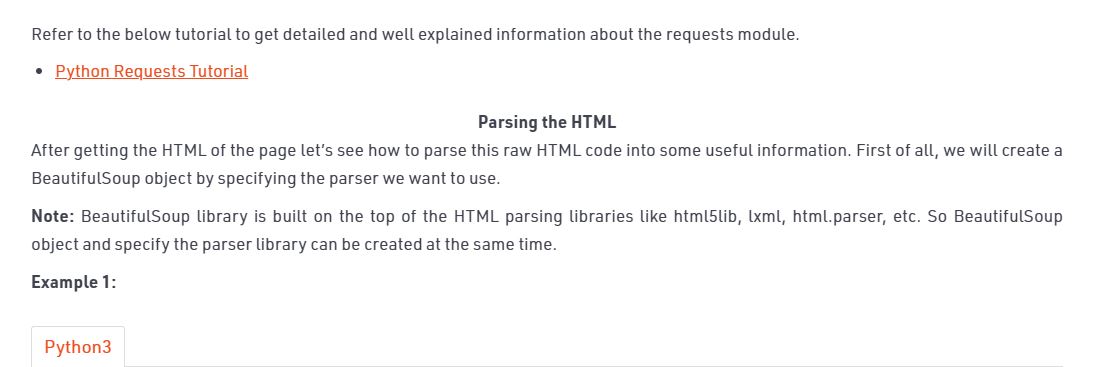 Refer to the below tutorial to get detailed and well explained information about the requests module.
• Python Requests Tutorial
Parsing the HTML
After getting the HTML of the page let's see how to parse this raw HTML code into some useful information. First of all, we will create a
BeautifulSoup object by specifying the parser we want to use.
Note: BeautifulSoup library is built on the top of the HTML parsing libraries like html5lib, lxml, html.parser, etc. So BeautifulSoup
object and specify the parser library can be created at the same time.
Example 1:
Python3